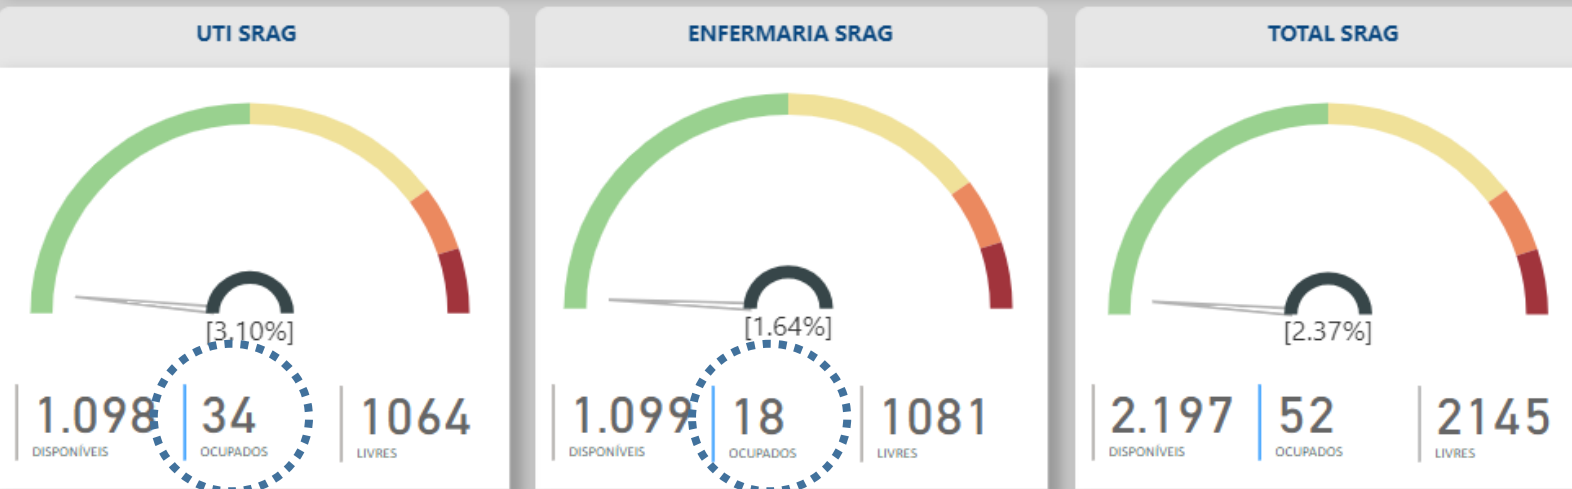 UTI SRAG
[3.10%]
1.098 34 1064
DISPONÍVEIS OCUPADOS LIVRES
ENFERMARIA SRAG
[1.64%]
1.099 18 1081
DISPONÍVEIS OCUPADOS LIVRES
TOTAL SRAG
[2.37%]
2.197 52 2145
DISPONÍVEIS OCUPADOS LIVRES